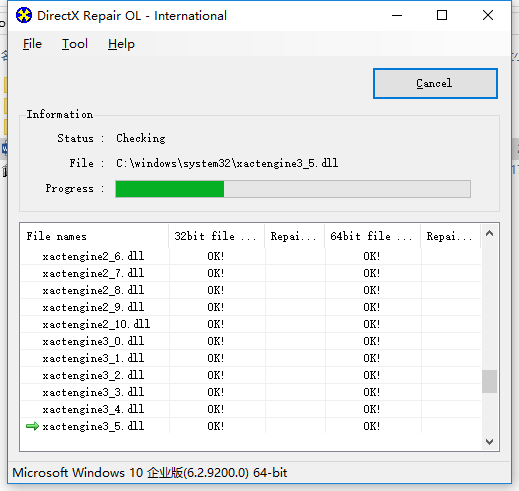 DirectX Repair OL - International
File Tool Help
Cancel
Information
Status : Checking
File : C:\windows\system32\xactengine3_5.dll
Progress :
File names 32bit file ... Repai... 64bit file ... Repai...
xactengine2_6.dll OK! OK!
xactengine2_7.dll OK! OK!
xactengine2_8.dll OK! OK!
xactengine2_9.dll OK! OK!
xactengine2_10.dll OK! OK!
xactengine3_0.dll OK! OK!
xactengine3_1.dll OK! OK!
xactengine3_2.dll OK! OK!
xactengine3_3.dll OK! OK!
xactengine3_4.dll OK! OK!
xactengine3_5.dll OK! OK!
Microsoft Windows 10 企业版(6.2.9200.0) 64-bit